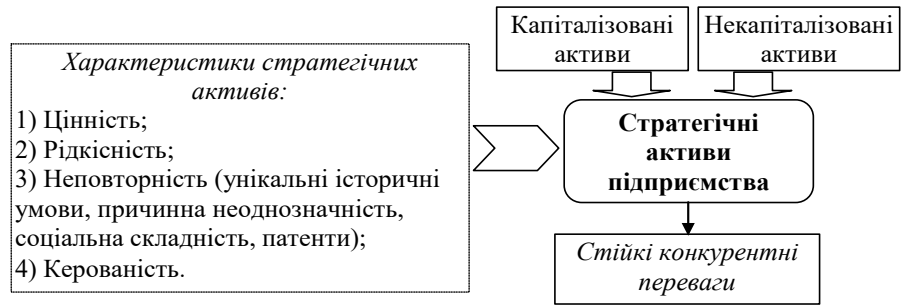 Характеристики стратегічних
активів:
1) Цінність;
2) Рідкісність;
3) Неповторність (унікальні історичні
умови, причинна неоднозначність,
соціальна складність, патенти);
4) Керованість.
Капіталізовані
активи
Некапіталізовані
активи
Стратегічні
активи
підприємства
Стійкі конкурентні
переваги